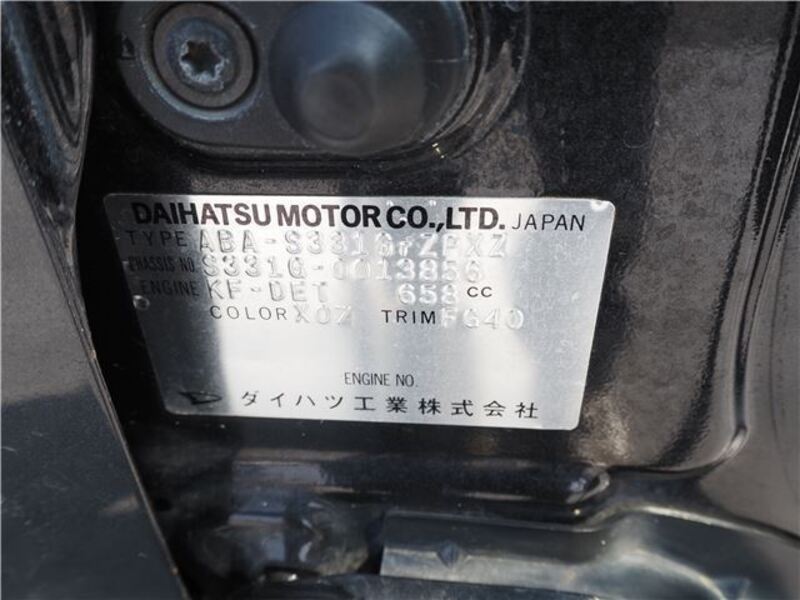 DAIHATSU MOTOR CO.,LTD. JAPAN
TYPE ABA-S331G-ZPXZ
CHASSIS NO. S331G-0013856
ENGINE KF-DET 658 CC
COLOR X0Z TRIM FG40
ENGINE NO.
ダイハツ工業株式会社